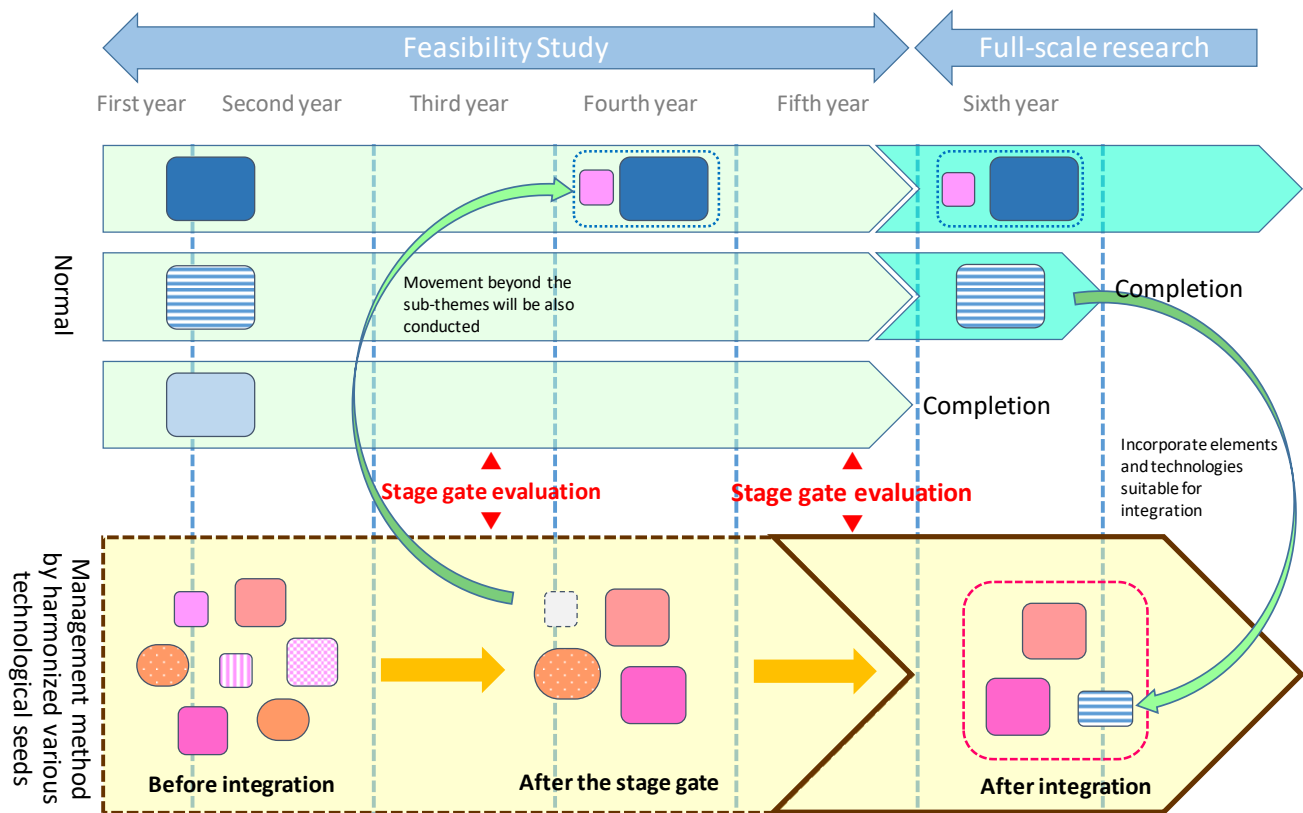 Feasibility Study
Full-scale research
First year
Second year
Third year
Fourth year
Fifth year
Sixth year
Normal
Movement beyond the
sub-themes will be also
conducted
Completion
Completion
Incorporate elements
and technologies
suitable for
integration
Stage gate evaluation
Stage gate evaluation
Management method
by harmonized various
technological seeds
Before integration
After the stage gate
After integration